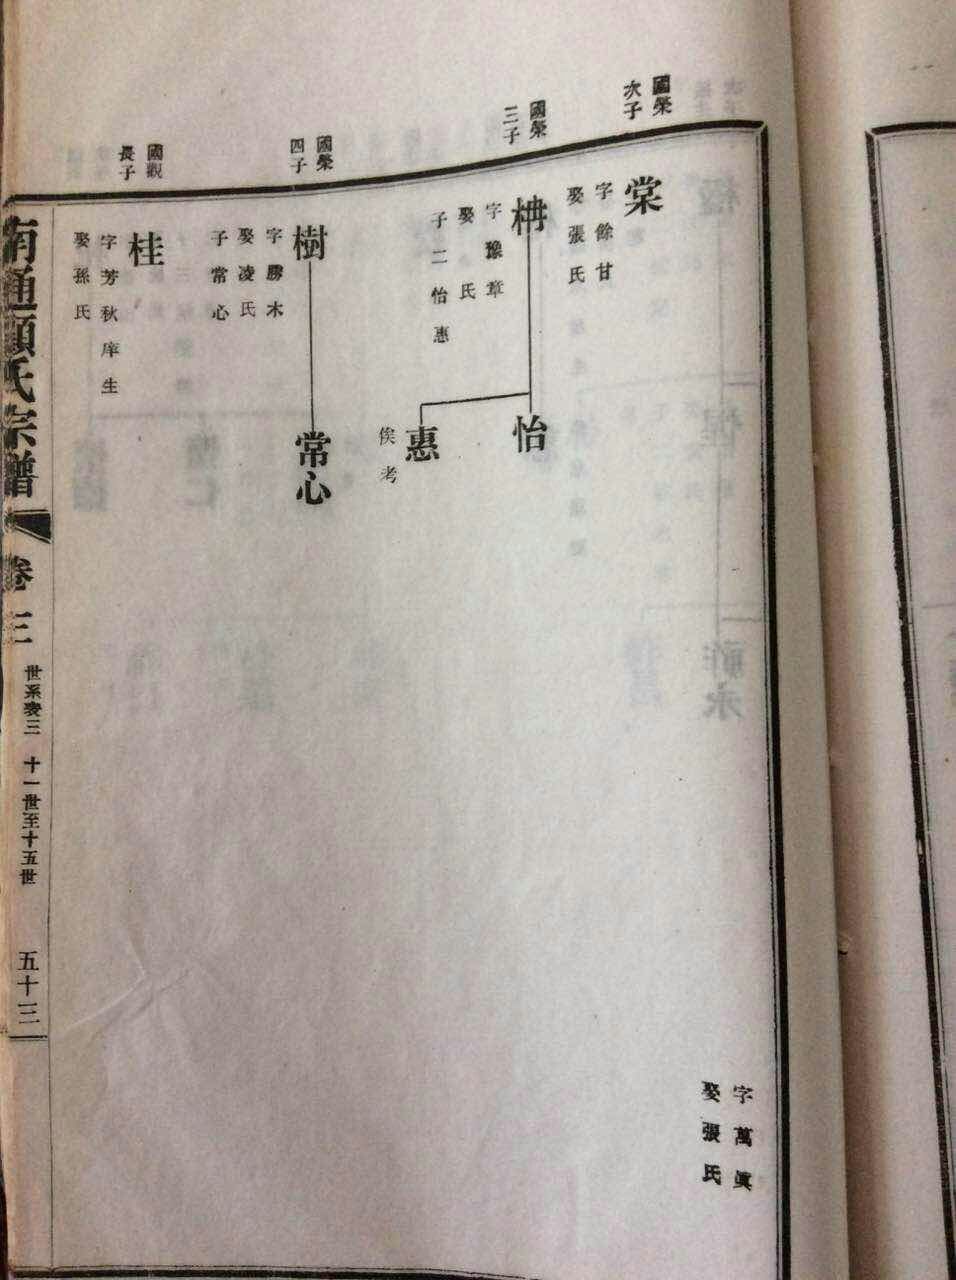 國榮
次子
棠
字餘甘
娶張氏
國榮
三子
柟
字豫章
娶氏
子二怡惠
怡
惠
俟考
國榮
四子
樹
字勝木
娶凌氏
子常心
常心
國觀
長子
桂
字芳秋庠生
娶孫氏
字萬眞
娶張氏
南通顧氏宗譜
卷三
世系表三 十一世至十五世
五十三